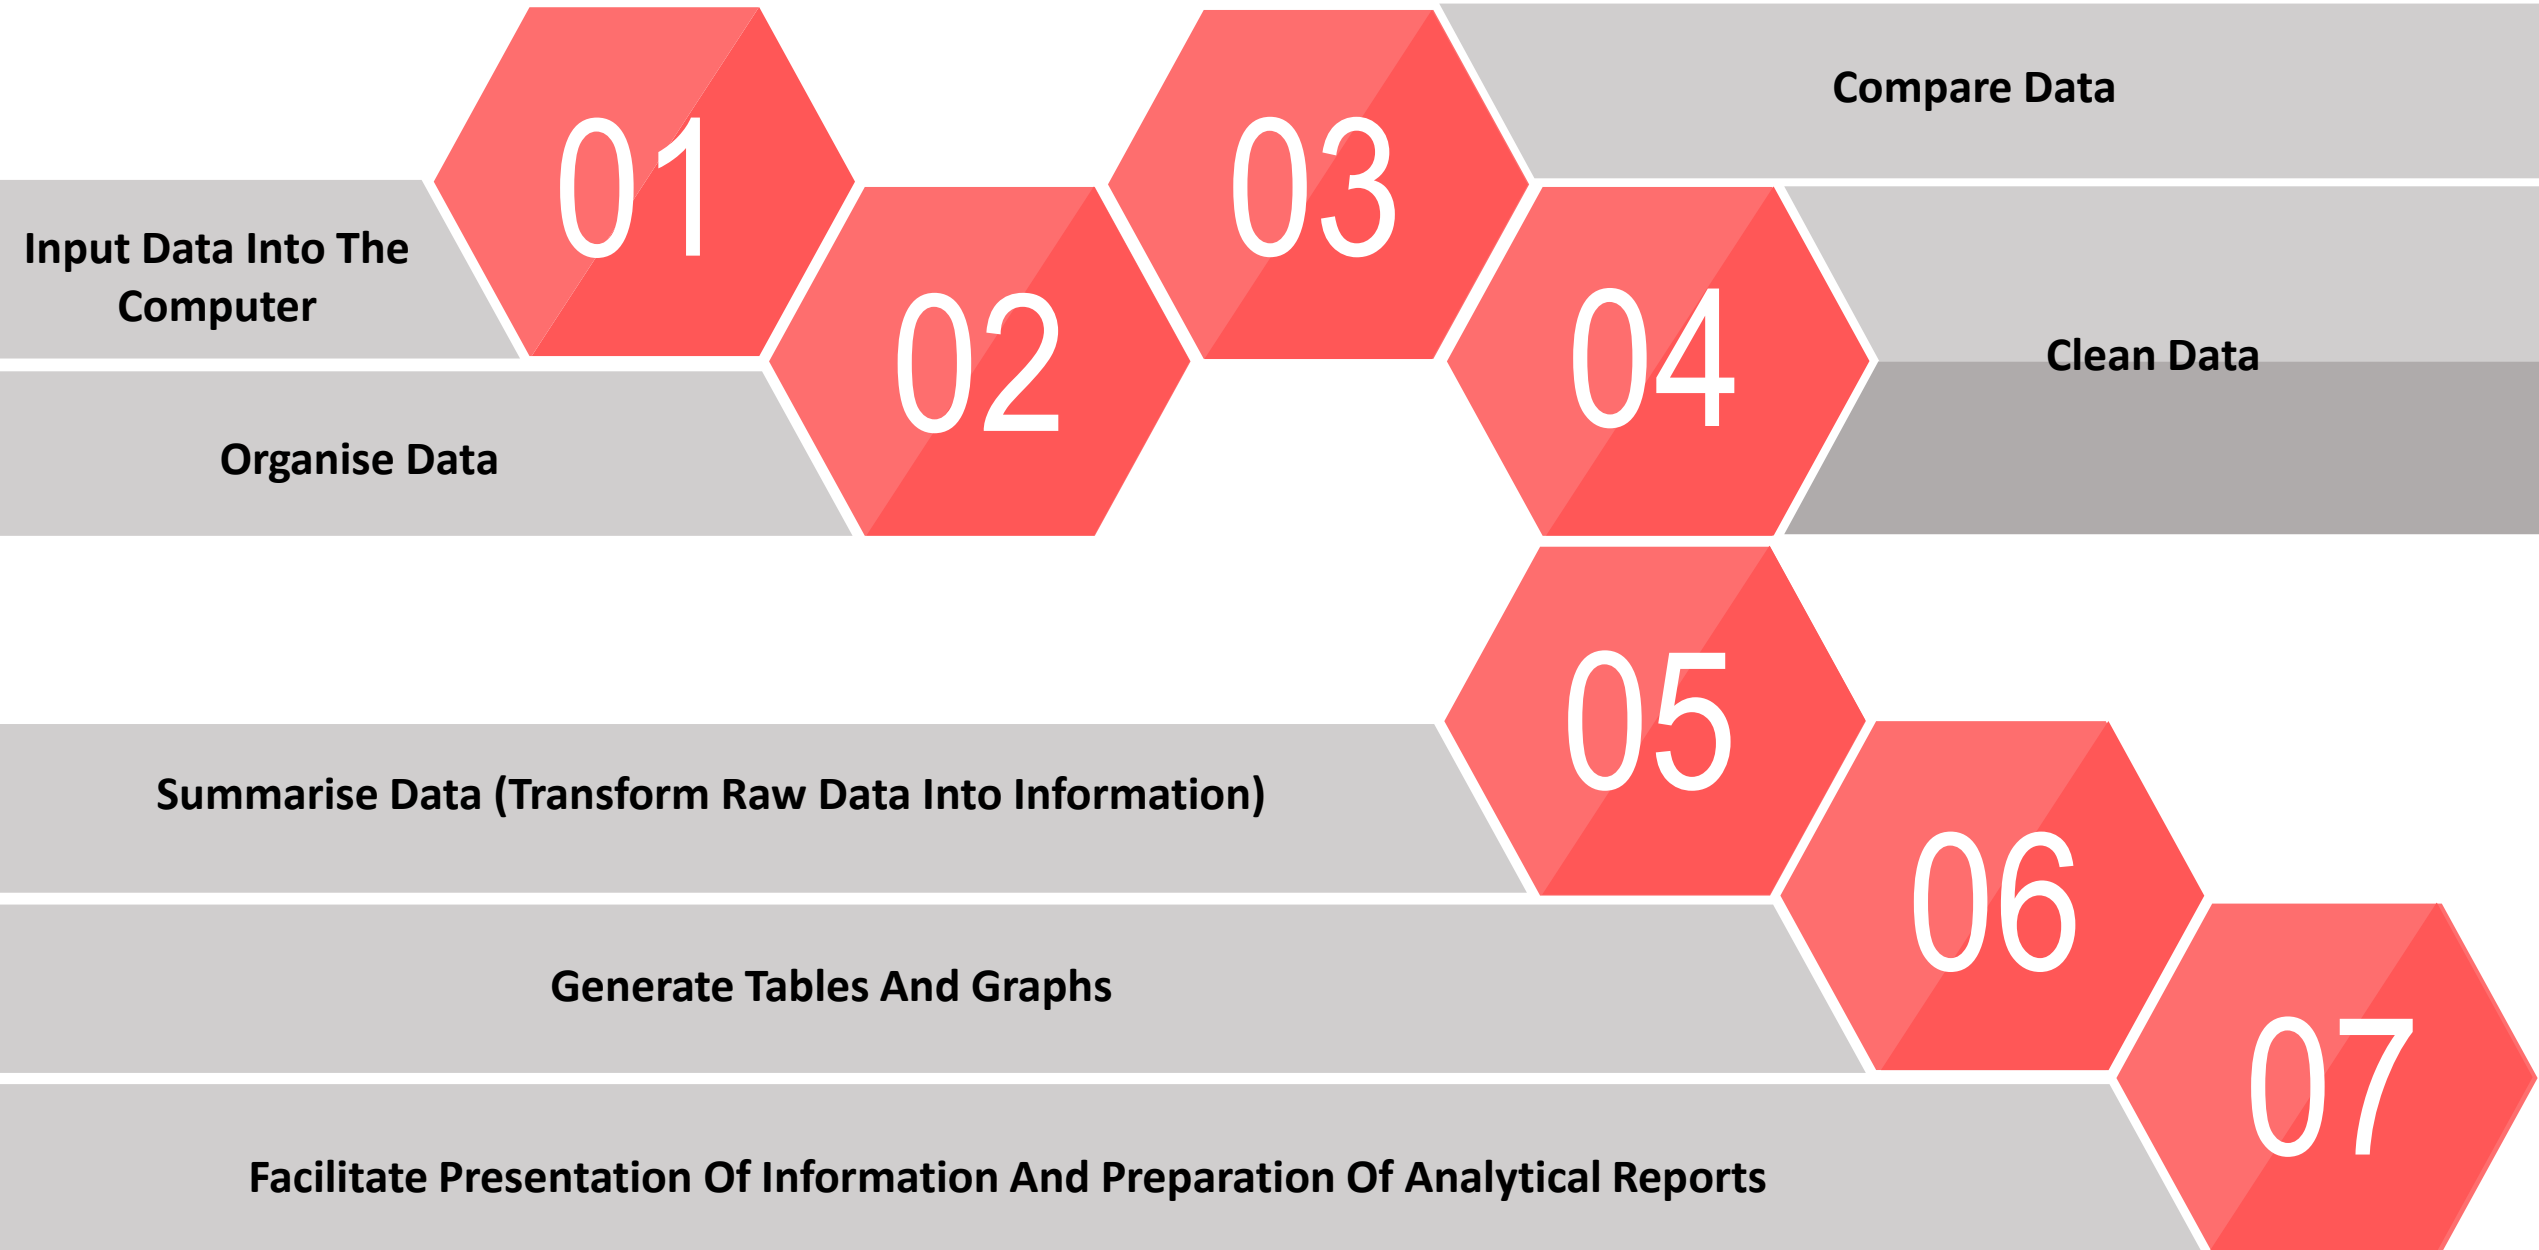 01
Input Data Into The
Computer
02
Organise Data
03
Compare Data
04
Clean Data
05
Summarise Data (Transform Raw Data Into Information)
06
Generate Tables And Graphs
07
Facilitate Presentation Of Information And Preparation Of Analytical Reports